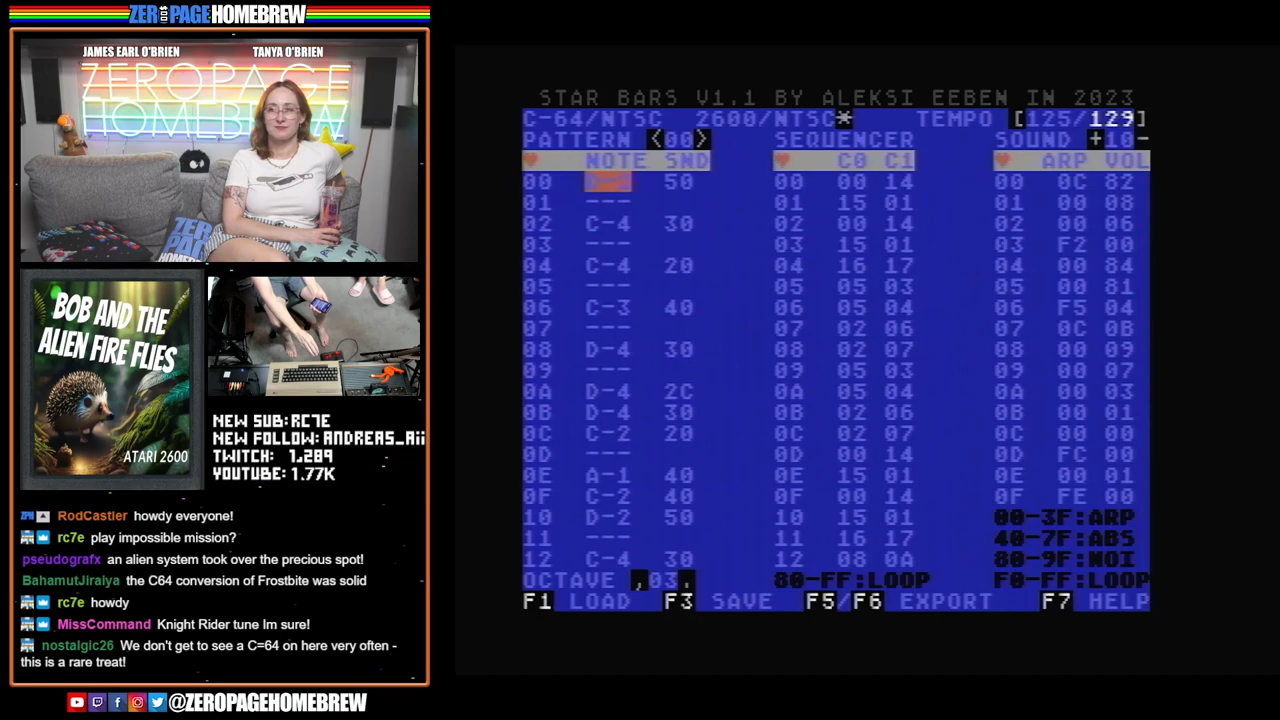 ZEROPAGE HOMEBREW
JAMES EARL O'BRIEN
TANYA O'BRIEN
ZEROPAGE
HOMEBREW
BOB AND THE
ALIEN FIRE FLIES
ATARI 2600
NEW SUB:RC7E
NEW FOLLOW:ANDREAS_Aii
TWITCH: 1,289
YOUTUBE: 1.77K
RodCastler howdy everyone!
rc7e play impossible mission?
pseudografx an alien system took over the precious spot!
BahamutJiraiya the C64 conversion of Frostbite was solid
rc7e howdy
MissCommand Knight Rider tune Im sure!
nostalgic26 We don't get to see a C=64 on here very often -
this is a rare treat!
@ZEROPAGEHOMEBREW
STAR BARS V1.1 BY ALEKSI EEBEN IN 2023
C-64/NTSC 2600/NTSC* TEMPO [125/129]
PATTERN <00> SEQUENCER SOUND +10-
♥ NOTE SND ♥ C0 C1 ♥ ARP VOL
00 50 00 00 14 00 0C 82
01 --- 01 15 01 01 00 08
02 C-4 30 02 00 14 02 00 06
03 --- 03 15 01 03 F2 00
04 C-4 20 04 16 17 04 00 84
05 --- 05 05 03 05 00 81
06 C-3 40 06 05 04 06 F5 04
07 --- 07 02 06 07 0C 0B
08 D-4 30 08 02 07 08 00 09
09 --- 09 05 03 09 00 07
0A D-4 2C 0A 05 04 0A 00 03
0B D-4 30 0B 02 06 0B 00 01
0C C-2 20 0C 02 07 0C 00 00
0D --- 0D 00 14 0D FC 00
0E A-1 40 0E 15 01 0E 00 01
0F C-2 40 0F 00 14 0F FE 00
10 D-2 50 10 15 01 00-3F:ARP
11 --- 11 16 17 40-7F:ABS
12 C-4 30 12 08 0A 80-9F:NOI
OCTAVE ,03. 80-FF:LOOP F0-FF:LOOP
F1 LOAD F3 SAVE F5/F6 EXPORT F7 HELP